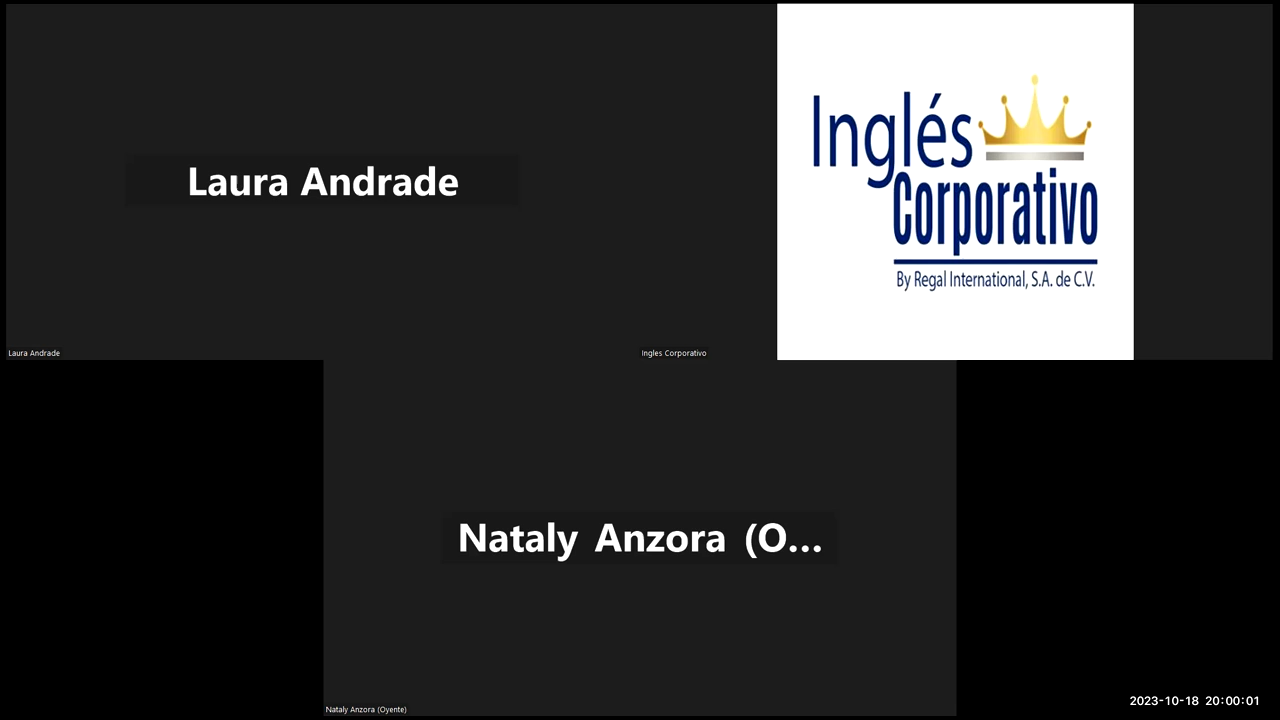 Laura Andrade
Laura Andrade
Inglés
Corporativo
By Regal International, S.A. de C.V.
Ingles Corporativo
Nataly Anzora (O...
Nataly Anzora (Oyente)
2023-10-18 20:00:01